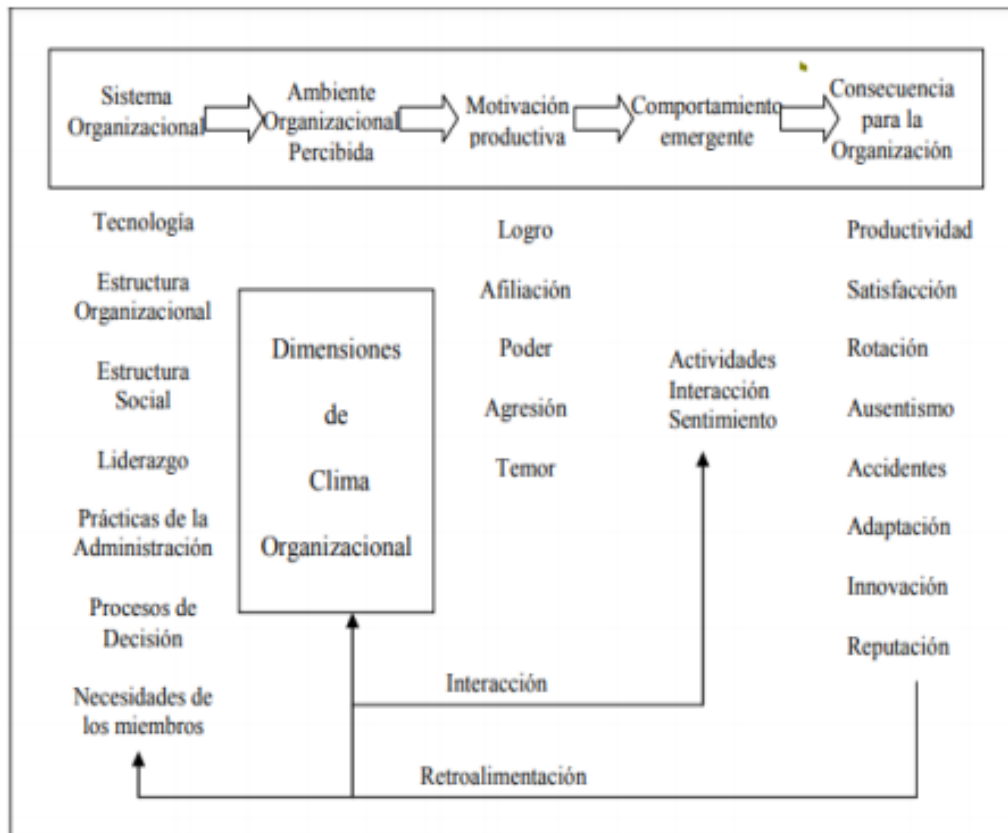 Sistema
Organizacional
Ambiente
Organizacional
Percibida
Motivación
productiva
Comportamiento
emergente
Consecuencia
para la
Organización
Tecnología
Estructura
Organizacional
Estructura
Social
Liderazgo
Prácticas de la
Administración
Procesos de
Decisión
Necesidades de
los miembros
Dimensiones
de
Clima
Organizacional
Logro
Afiliación
Poder
Agresión
Temor
Actividades
Interacción
Sentimiento
Productividad
Satisfacción
Rotación
Ausentismo
Accidentes
Adaptación
Innovación
Reputación
Interacción
Retroalimentación